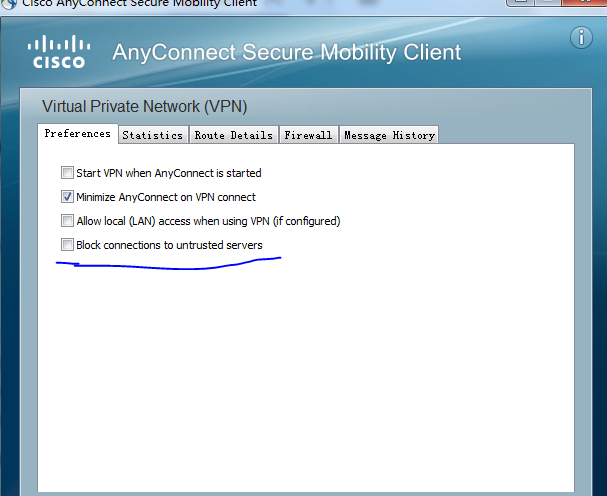 Cisco AnyConnect Secure Mobility Client
CISCO
AnyConnect Secure Mobility Client
i
Virtual Private Network (VPN)
Preferences
Statistics
Route Details
Firewall
Message History
Start VPN when AnyConnect is started
Minimize AnyConnect on VPN connect
Allow local (LAN) access when using VPN (if configured)
Block connections to untrusted servers